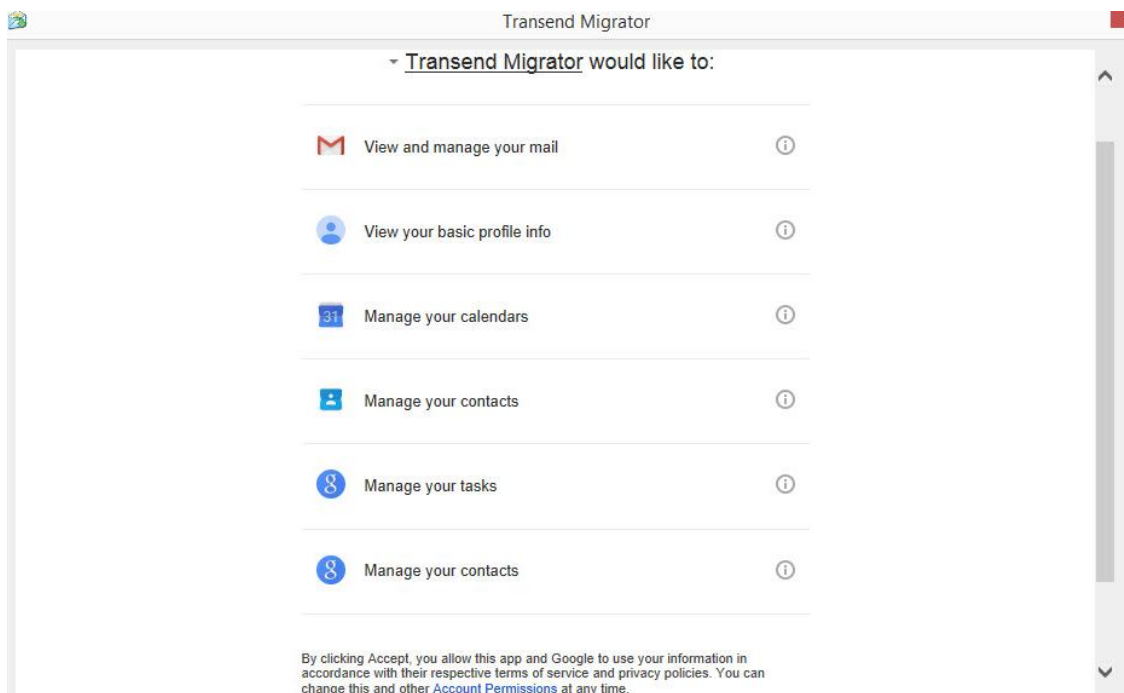 Transend Migrator
Transend Migrator would like to:
View and manage your mail
View your basic profile info
31
Manage your calendars
Manage your contacts
8
Manage your tasks
8
Manage your contacts
By clicking Accept, you allow this app and Google to use your information in
accordance with their respective terms of service and privacy policies. You can
change this and other Account Permissions at any time.